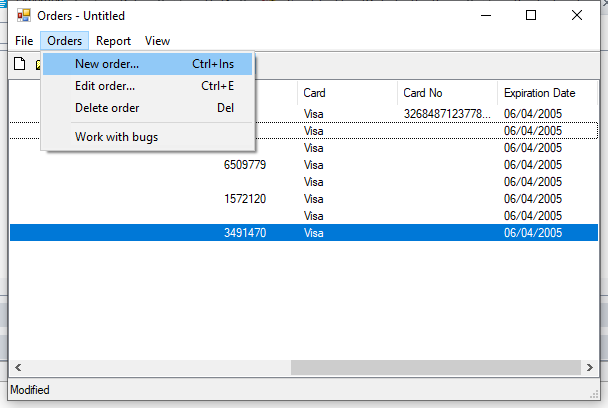 Orders - Untitled
File Orders Report View
New order... Ctrl+Ins
Edit order... Ctrl+E
Delete order Del
Work with bugs
Card Card No Expiration Date
Visa 3268487123778... 06/04/2005
Visa 06/04/2005
Visa 06/04/2005
6509779 Visa 06/04/2005
Visa 06/04/2005
1572120 Visa 06/04/2005
Visa 06/04/2005
3491470 Visa 06/04/2005
Modified